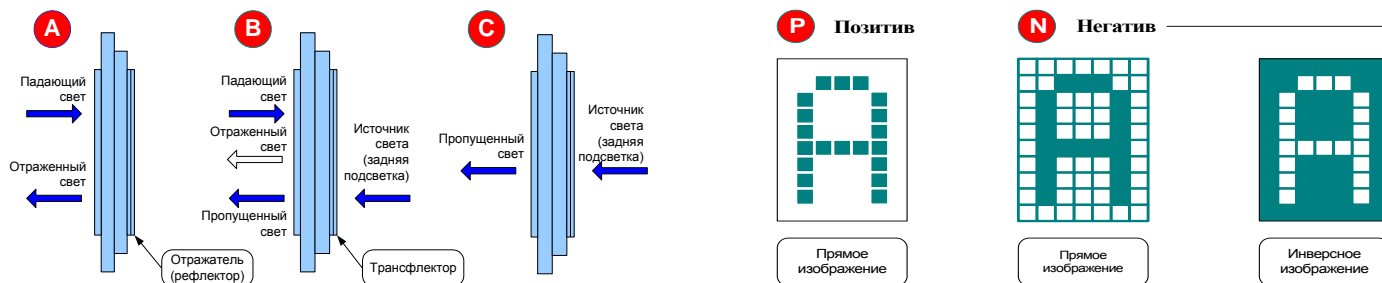 A
Падающий
свет
Отраженный
свет
Отражатель
(рефлектор)
B
Падающий
свет
Отраженный
свет
Источник
света
(задняя
подсветка)
Пропущенный
свет
Трансфлектор
C
Пропущенный
свет
Источник
света
(задняя
подсветка)
P Позитив
Прямое
изображение
N Негатив
Прямое
изображение
Инверсное
изображение